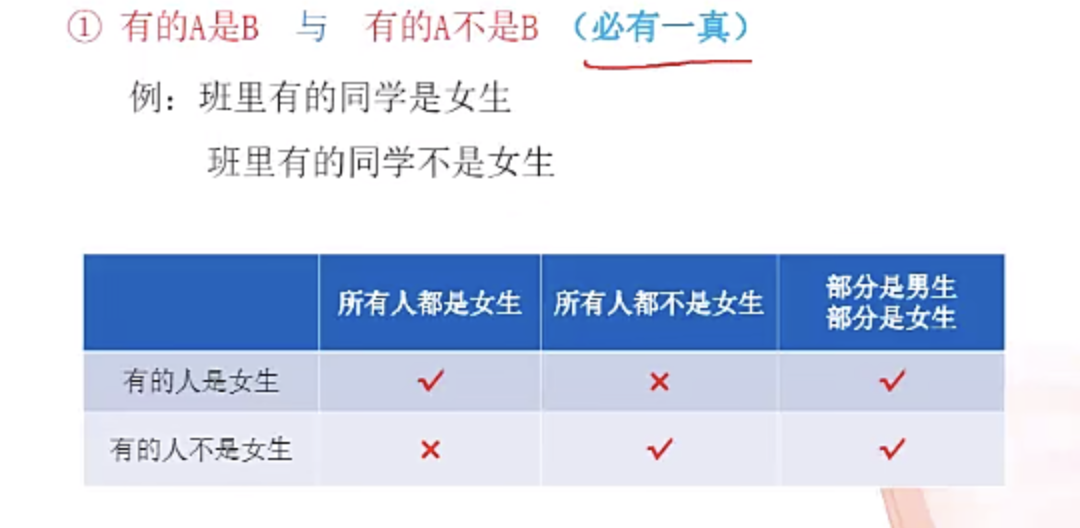 ① 有的A是B 与 有的A不是B （必有一真）
例：班里有的同学是女生
班里有的同学不是女生
所有人都是女生 所有人都不是女生 部分是男生
部分是女生
有的人是女生 √ × √
有的人不是女生 × √ √